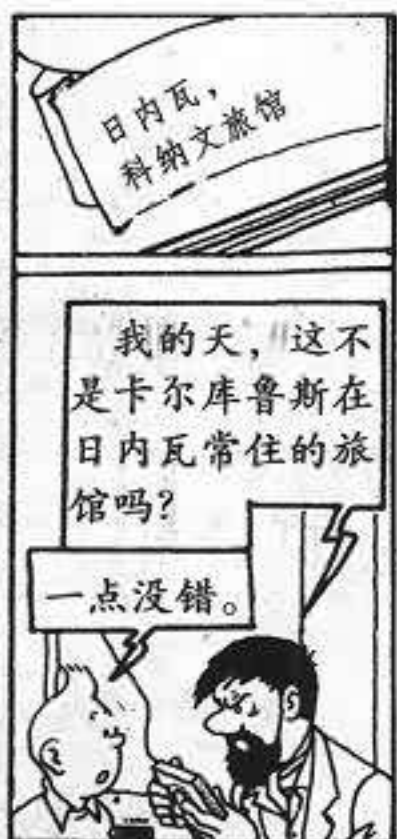 日内瓦，
科纳文旅馆
我的天，这不
是卡尔库鲁斯在
日内瓦常住的旅
馆吗？
一点没错。